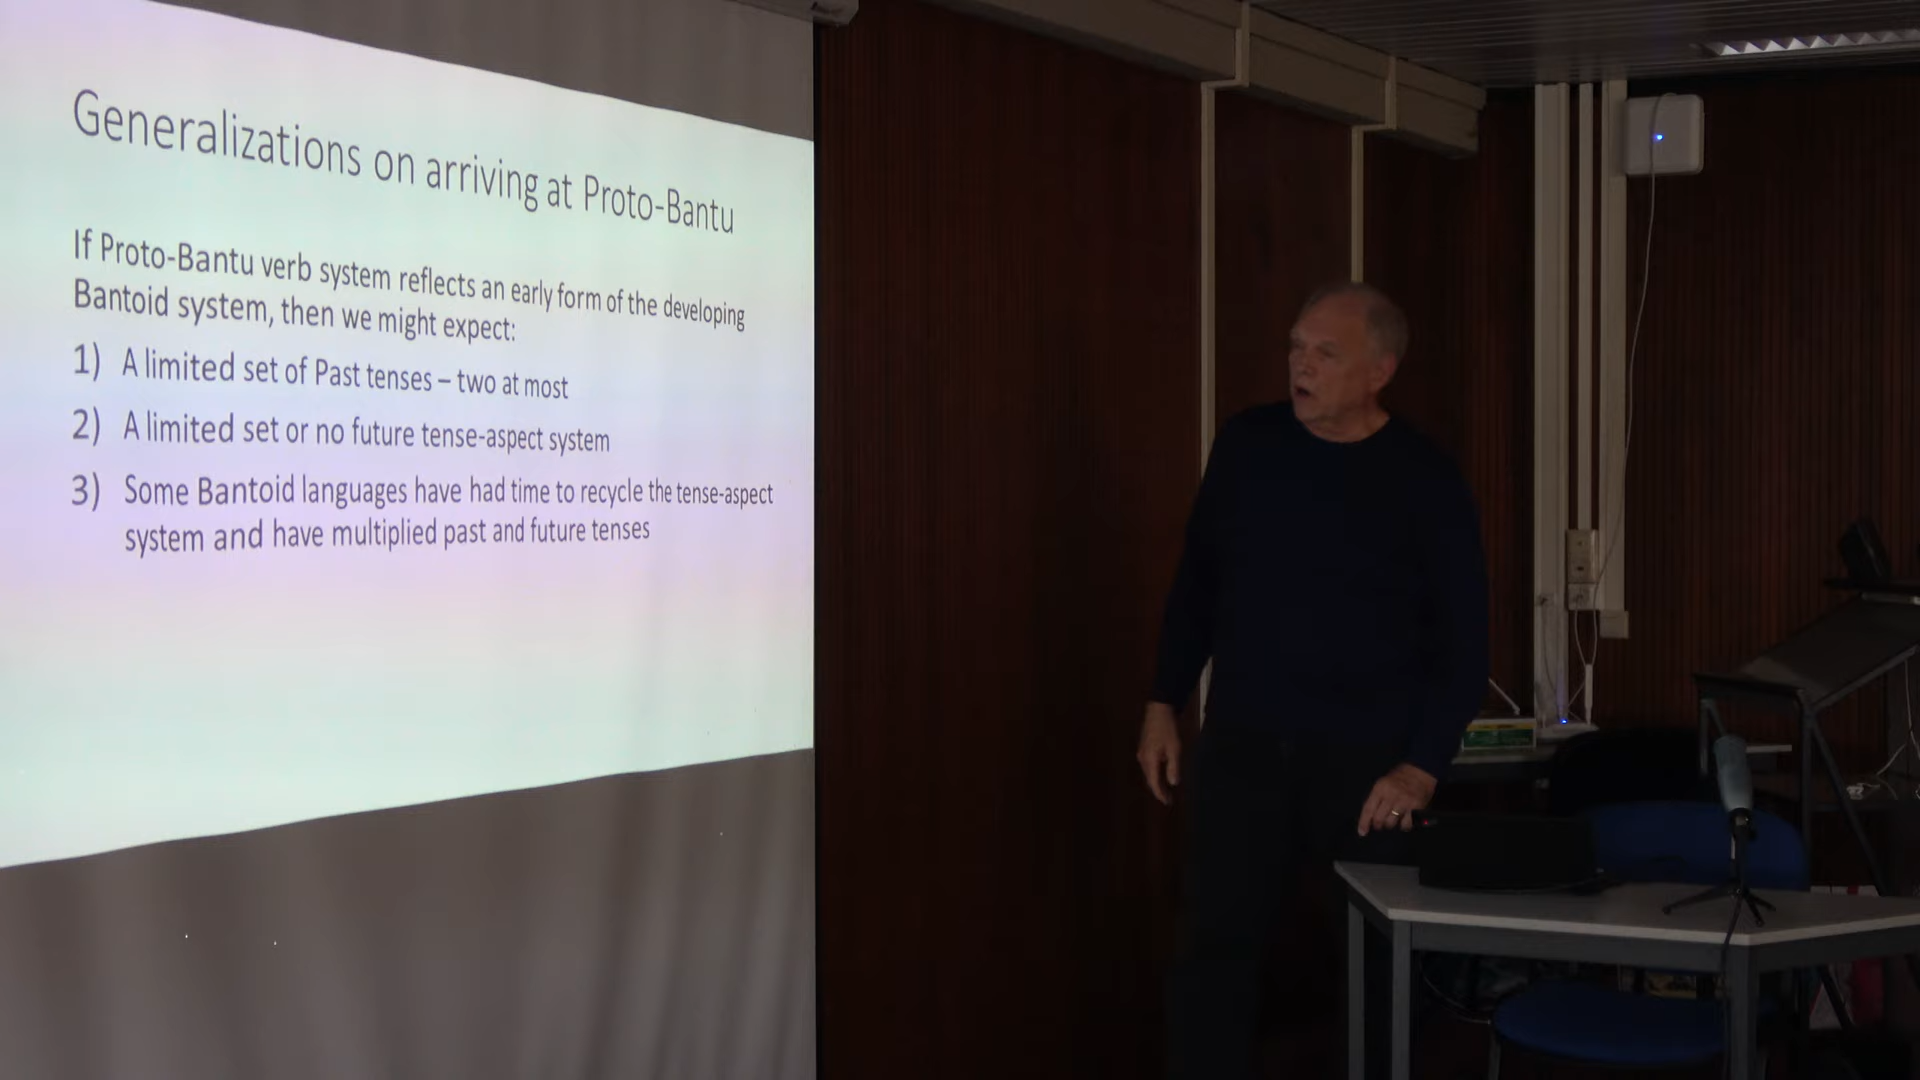 Generalizations on arriving at Proto-Bantu
If Proto-Bantu verb system reflects an early form of the developing
Bantoid system, then we might expect:
1) A limited set of Past tenses – two at most
2) A limited set or no future tense-aspect system
3) Some Bantoid languages have had time to recycle the tense-aspect
system and have multiplied past and future tenses